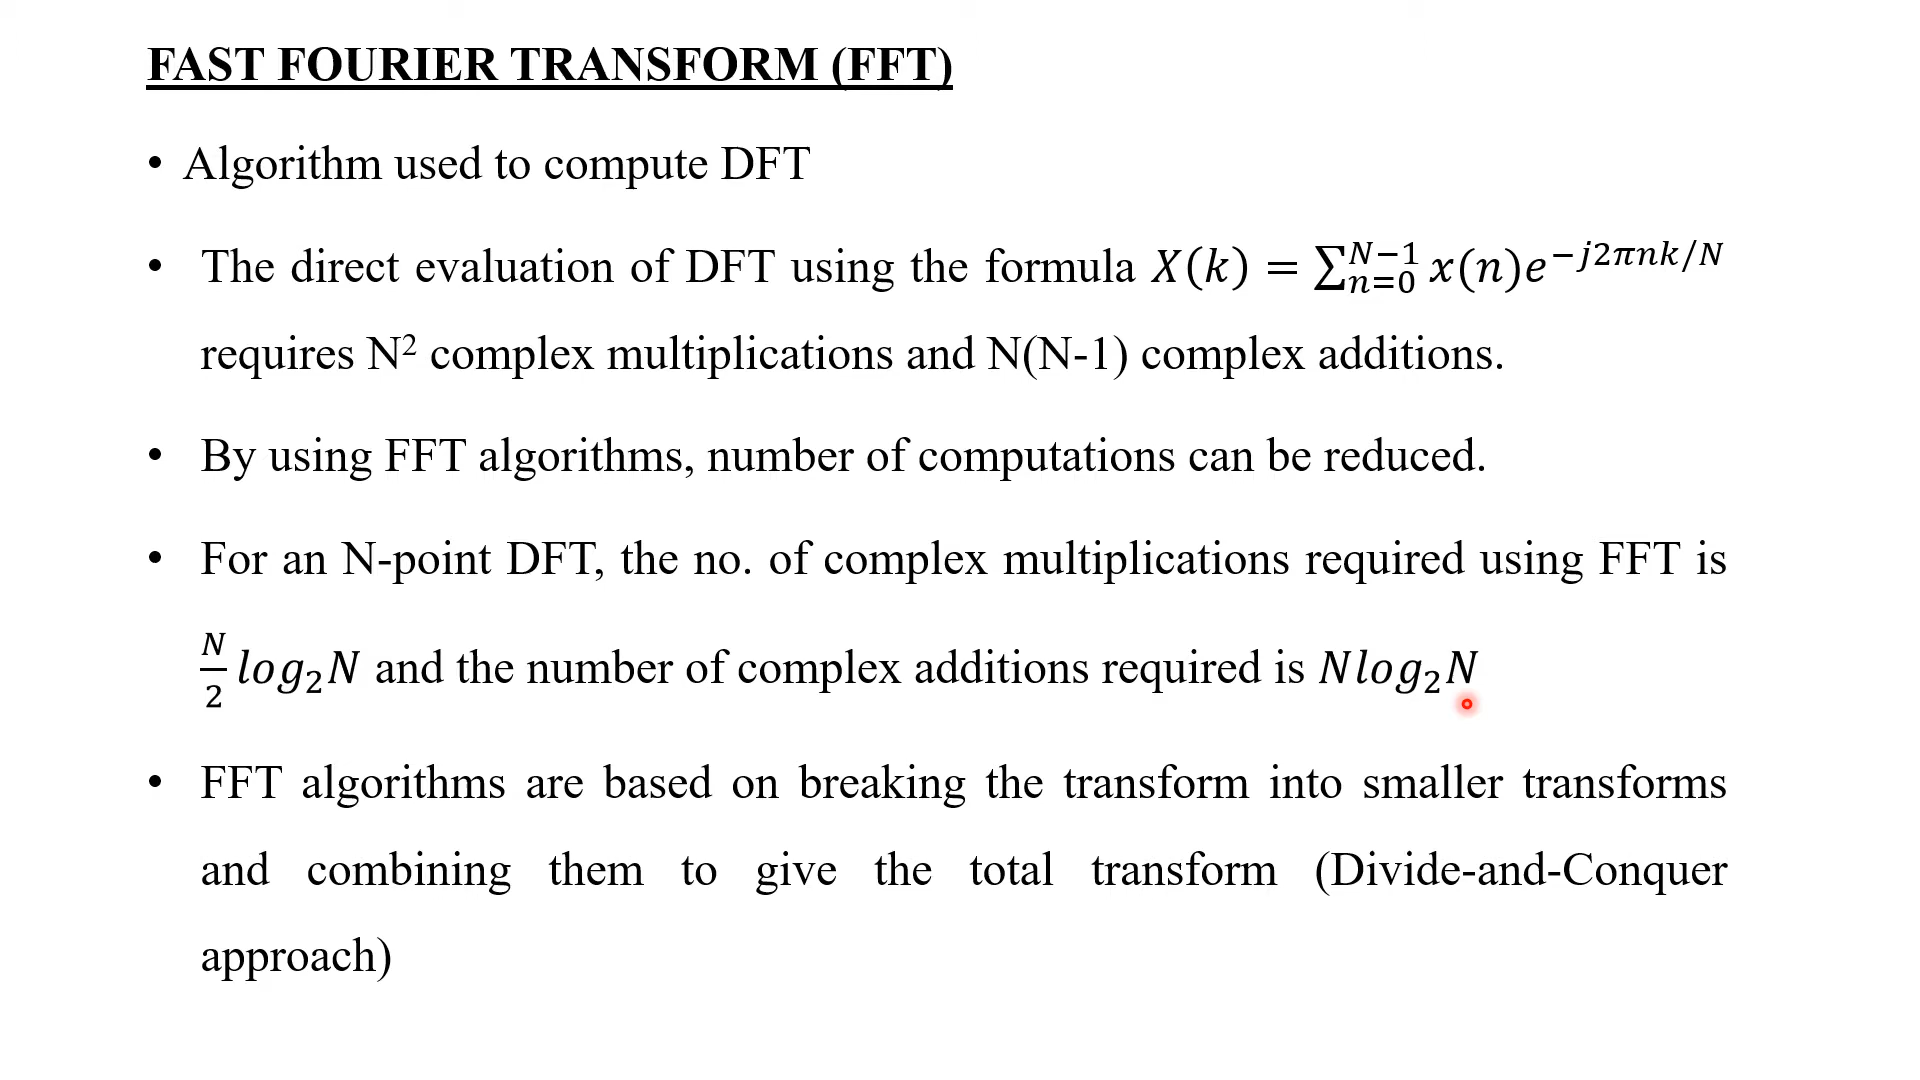 FAST FOURIER TRANSFORM (FFT)
• Algorithm used to compute DFT
• The direct evaluation of DFT using the formula X(k) = ∑_{n=0}^{N−1} x(n)e^{−j2πnk/N}
requires N² complex multiplications and N(N-1) complex additions.
• By using FFT algorithms, number of computations can be reduced.
• For an N-point DFT, the no. of complex multiplications required using FFT is
N/2 log₂N and the number of complex additions required is Nlog₂N
• FFT algorithms are based on breaking the transform into smaller transforms
and combining them to give the total transform (Divide-and-Conquer
approach)